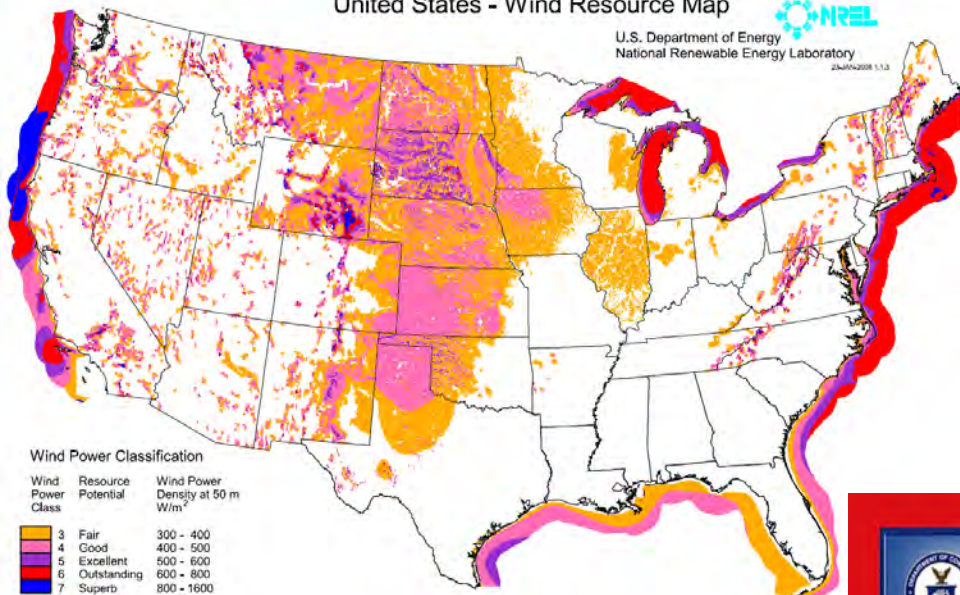 United States - Wind Resource Map
NREL
U.S. Department of Energy
National Renewable Energy Laboratory
Wind Power Classification
Wind Power Class Resource Potential Wind Power Density at 50 m W/m²
3 Fair 300 - 400
4 Good 400 - 500
5 Excellent 500 - 600
6 Outstanding 600 - 800
7 Superb 800 - 1600